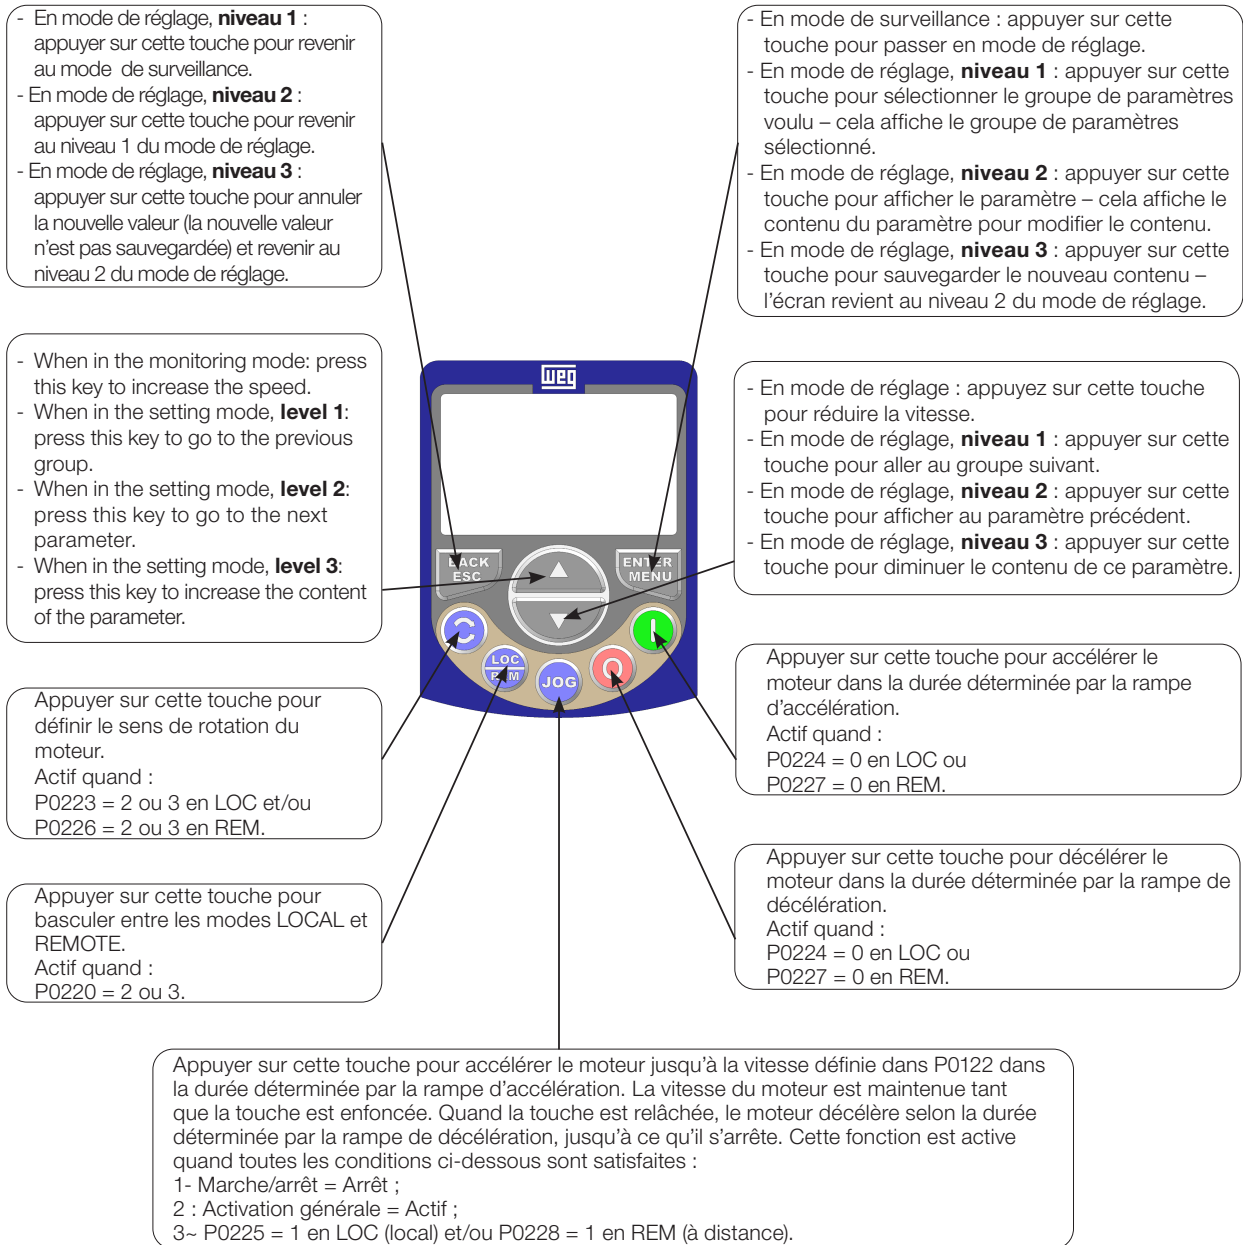 - En mode de réglage, niveau 1 :
appuyer sur cette touche pour revenir
au mode de surveillance.
- En mode de réglage, niveau 2 :
appuyer sur cette touche pour revenir
au niveau 1 du mode de réglage.
- En mode de réglage, niveau 3 :
appuyer sur cette touche pour annuler
la nouvelle valeur (la nouvelle valeur
n’est pas sauvegardée) et revenir au
niveau 2 du mode de réglage.
- En mode de surveillance : appuyer sur cette
touche pour passer en mode de réglage.
- En mode de réglage, niveau 1 : appuyer sur cette
touche pour sélectionner le groupe de paramètres
voulu – cela affiche le groupe de paramètres
sélectionné.
- En mode de réglage, niveau 2 : appuyer sur cette
touche pour afficher le paramètre – cela affiche le
contenu du paramètre pour modifier le contenu.
- En mode de réglage, niveau 3 : appuyer sur cette
touche pour sauvegarder le nouveau contenu –
l’écran revient au niveau 2 du mode de réglage.
- When in the monitoring mode: press
this key to increase the speed.
- When in the setting mode, level 1:
press this key to go to the previous
group.
- When in the setting mode, level 2:
press this key to go to the next
parameter.
- When in the setting mode, level 3:
press this key to increase the content
of the parameter.
weg
BACK
ESC
ENTER
MENU
LOC
REM
JOG
- En mode de réglage : appuyez sur cette touche
pour réduire la vitesse.
- En mode de réglage, niveau 1 : appuyer sur cette
touche pour aller au groupe suivant.
- En mode de réglage, niveau 2 : appuyer sur cette
touche pour afficher au paramètre précédent.
- En mode de réglage, niveau 3 : appuyer sur cette
touche pour diminuer le contenu de ce paramètre.
Appuyer sur cette touche pour
définir le sens de rotation du
moteur.
Actif quand :
P0223 = 2 ou 3 en LOC et/ou
P0226 = 2 ou 3 en REM.
Appuyer sur cette touche pour accélérer le
moteur dans la durée déterminée par la rampe
d’accélération.
Actif quand :
P0224 = 0 en LOC ou
P0227 = 0 en REM.
Appuyer sur cette touche pour
basculer entre les modes LOCAL et
REMOTE.
Actif quand :
P0220 = 2 ou 3.
Appuyer sur cette touche pour décélérer le
moteur dans la durée déterminée par la rampe de
décélération.
Actif quand :
P0224 = 0 en LOC ou
P0227 = 0 en REM.
Appuyer sur cette touche pour accélérer le moteur jusqu’à la vitesse définie dans P0122 dans
la durée déterminée par la rampe d’accélération. La vitesse du moteur est maintenue tant
que la touche est enfoncée. Quand la touche est relâchée, le moteur décélère selon la durée
déterminée par la rampe de décélération, jusqu’à ce qu’il s’arrête. Cette fonction est active
quand toutes les conditions ci-dessous sont satisfaites :
1- Marche/arrêt = Arrêt ;
2 : Activation générale = Actif ;
3~ P0225 = 1 en LOC (local) et/ou P0228 = 1 en REM (à distance).